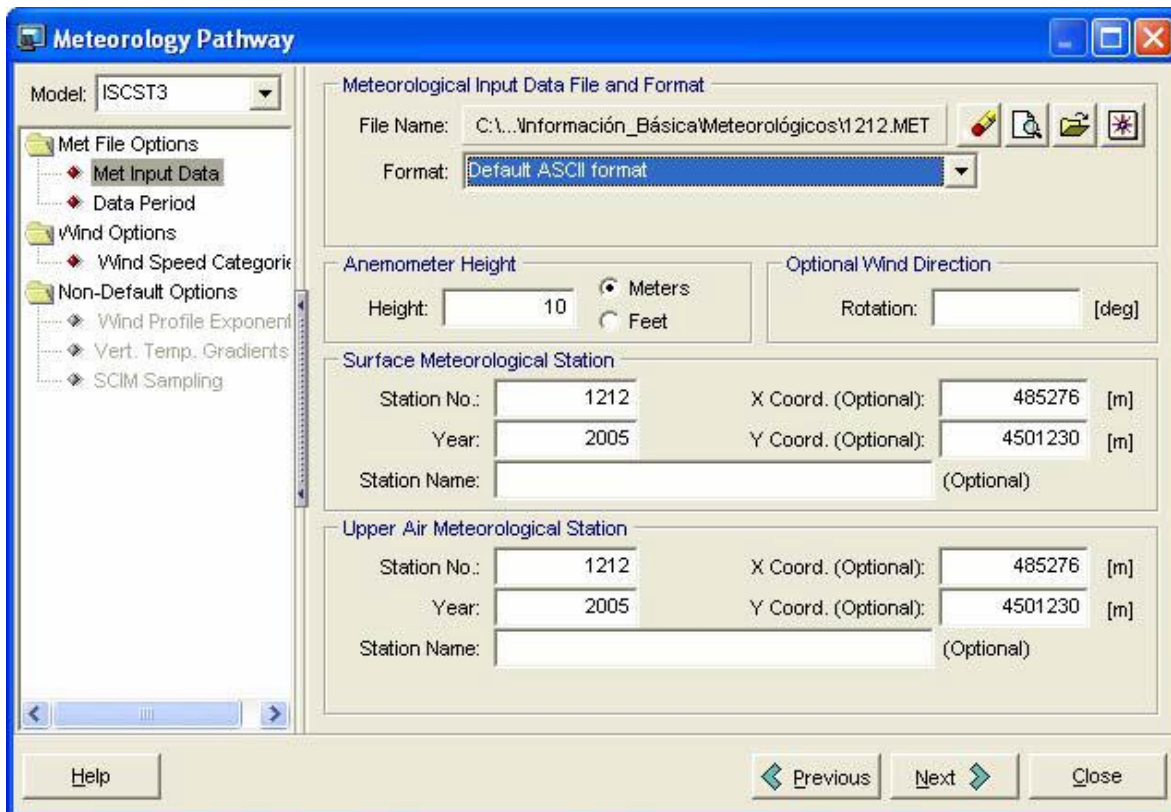 Meteorology Pathway
Model: ISCST3
Met File Options
Met Input Data
Data Period
Wind Options
Wind Speed Categorie
Non-Default Options
Wind Profile Exponent
Vert. Temp. Gradients
SCIM Sampling
Meteorological Input Data File and Format
File Name: C:\...\Información_Básica\Meteorológicos\1212.MET
Format: Default ASCII format
Anemometer Height
Height: 10 Meters
Feet
Optional Wind Direction
Rotation: [deg]
Surface Meteorological Station
Station No.: 1212 X Coord. (Optional): 485276 [m]
Year: 2005 Y Coord. (Optional): 4501230 [m]
Station Name: (Optional)
Upper Air Meteorological Station
Station No.: 1212 X Coord. (Optional): 485276 [m]
Year: 2005 Y Coord. (Optional): 4501230 [m]
Station Name: (Optional)
Help Previous Next Close